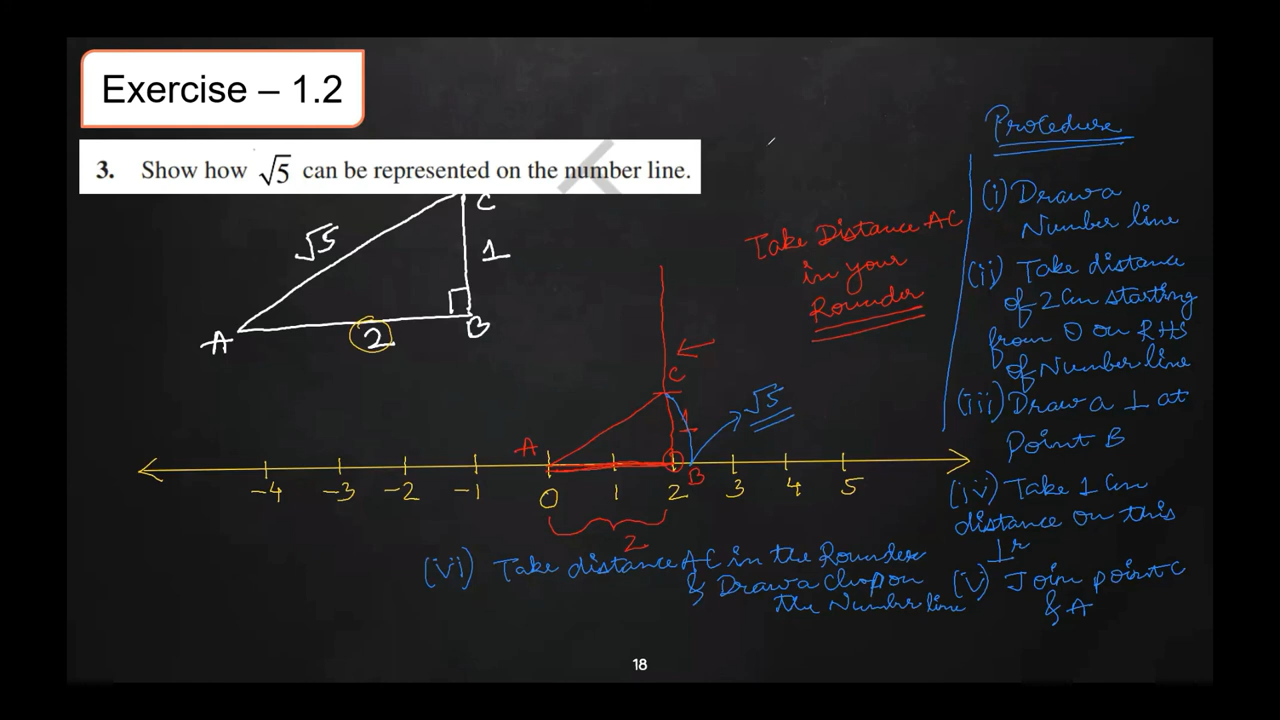 Exercise – 1.2
3. Show how √5 can be represented on the number line.
C
√5
1
A
2
B
Take Distance AC
in your
Rounder
C
√5
1
A
B
-4 -3 -2 -1 0 1 2 3 4 5
2
Procedure
(i) Draw a
Number line
(ii) Take distance
of 2 cm starting
from 0 on RHS
of Number line
(iii) Draw a ⊥ at
point B
(iv) Take 1 cm
distance on this
⊥r
(v) Join point C
& A
(vi) Take distance AC in the Rounder
& Draw a Chop on
the Number line
18